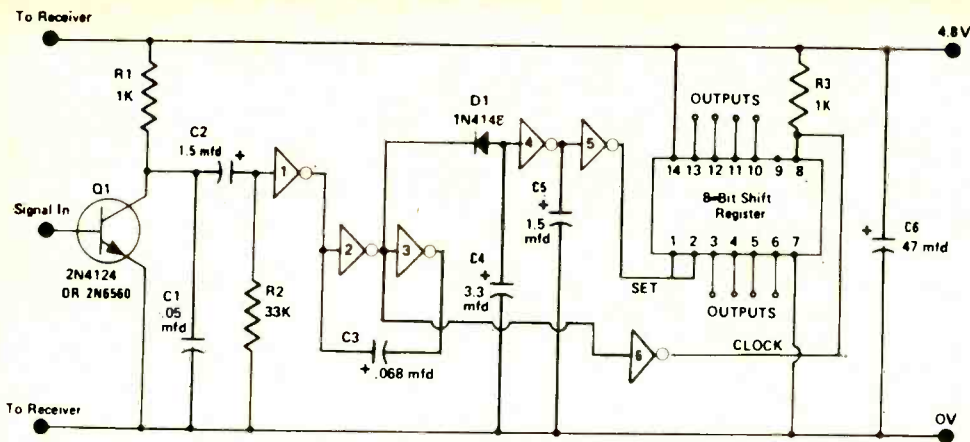 To Receiver
4.8V
R1
1K
R3
1K
D1
1N4148
OUTPUTS
C2
1.5 mfd
+
1
4
5
14 13 12 11 10 9 8
8-Bit Shift
Register
Q1
C5
+
1.5
mfd
C6
+
47 mfd
Signal In
2
3
1 2 3 4 5 6 7
2N4124
OR 2N6560
C4
+
3.3
mfd
SET
C1
.05
mfd
R2
33K
OUTPUTS
C3
+
.068 mfd
6
CLOCK
To Receiver
0V